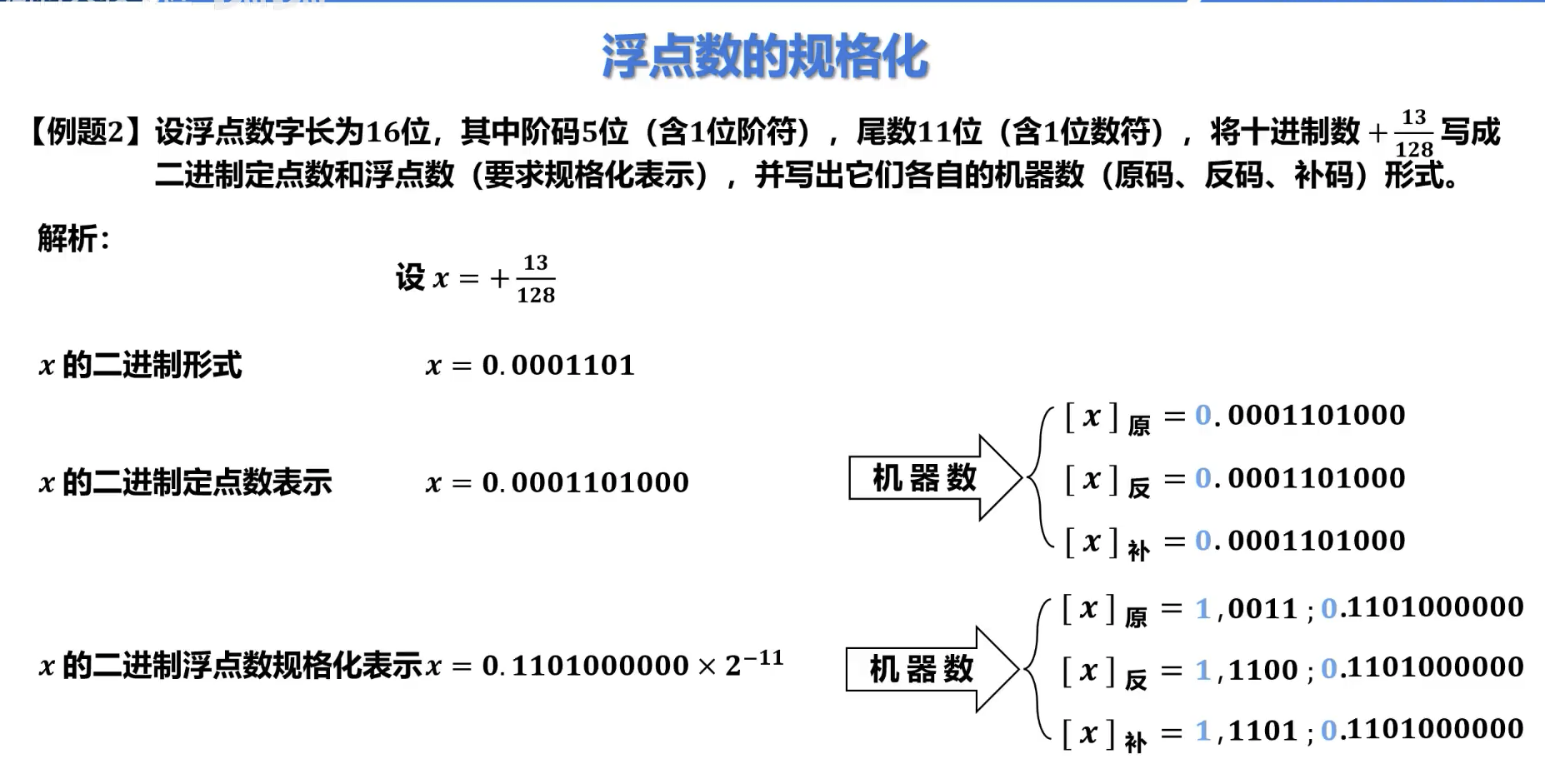 浮点数的规格化
【例题2】设浮点数字长为16位，其中阶码5位（含1位阶符），尾数11位（含1位数符），将十进制数 + 13/128 写成
二进制定点数和浮点数（要求规格化表示），并写出它们各自的机器数（原码、反码、补码）形式。
解析：
设 x = + 13/128
x 的二进制形式 x = 0.0001101
x 的二进制定点数表示 x = 0.0001101000
机器数
[x]原 = 0.0001101000
[x]反 = 0.0001101000
[x]补 = 0.0001101000
x 的二进制浮点数规格化表示 x = 0.1101000000 × 2⁻¹¹
机器数
[x]原 = 1,0011 ; 0.1101000000
[x]反 = 1,1100 ; 0.1101000000
[x]补 = 1,1101 ; 0.1101000000